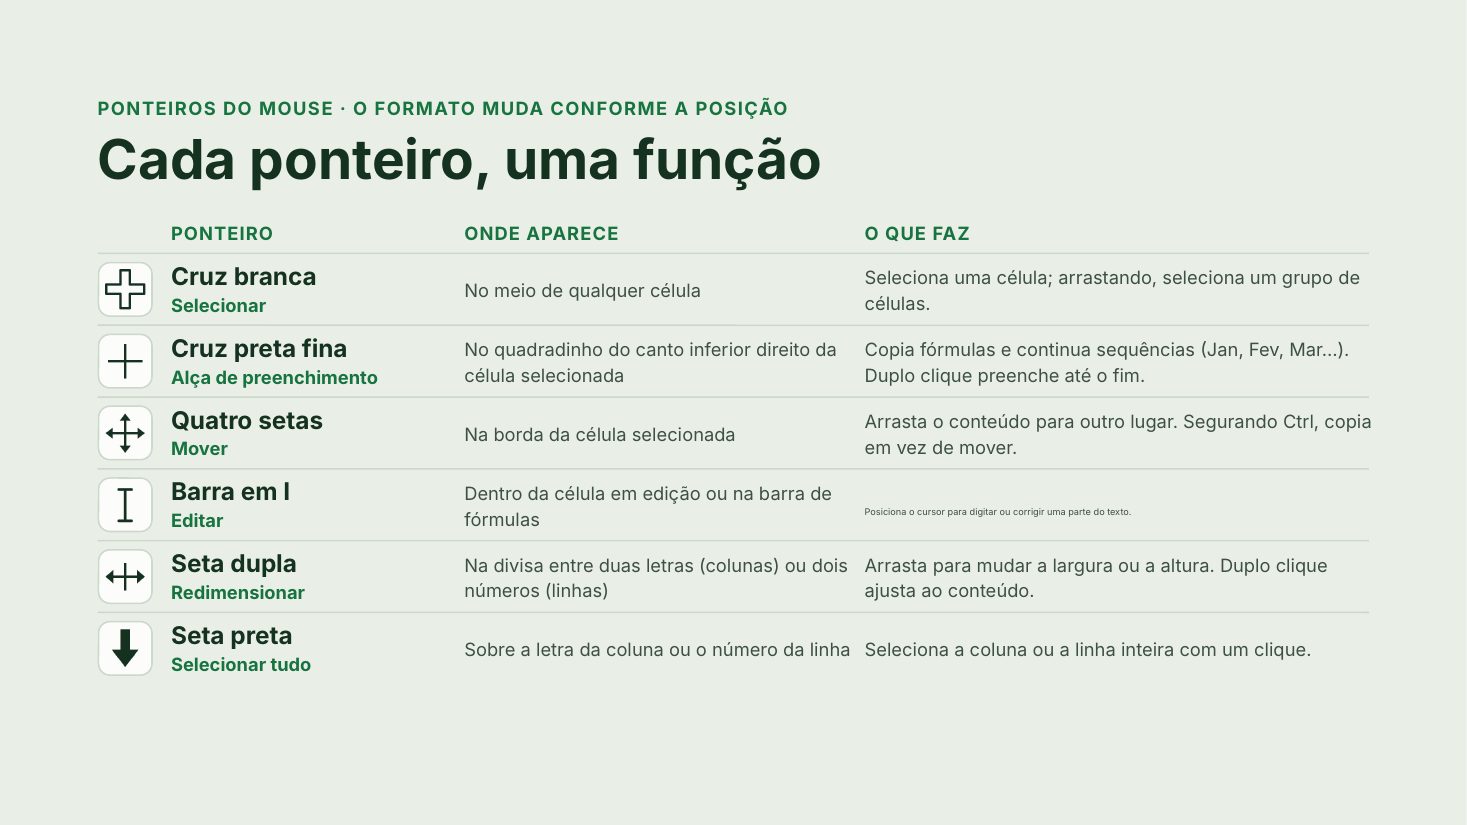 PONTEIROS DO MOUSE · O FORMATO MUDA CONFORME A POSIÇÃO
Cada ponteiro, uma função
PONTEIRO
ONDE APARECE
O QUE FAZ
Cruz branca
Selecionar
No meio de qualquer célula
Seleciona uma célula; arrastando, seleciona um grupo de
células.
Cruz preta fina
Alça de preenchimento
No quadradinho do canto inferior direito da
célula selecionada
Copia fórmulas e continua sequências (Jan, Fev, Mar...).
Duplo clique preenche até o fim.
Quatro setas
Mover
Na borda da célula selecionada
Arrasta o conteúdo para outro lugar. Segurando Ctrl, copia
em vez de mover.
Barra em I
Editar
Dentro da célula em edição ou na barra de
fórmulas
Posiciona o cursor para digitar ou corrigir uma parte do texto.
Seta dupla
Redimensionar
Na divisa entre duas letras (colunas) ou dois
números (linhas)
Arrasta para mudar a largura ou a altura. Duplo clique
ajusta ao conteúdo.
Seta preta
Selecionar tudo
Sobre a letra da coluna ou o número da linha
Seleciona a coluna ou a linha inteira com um clique.